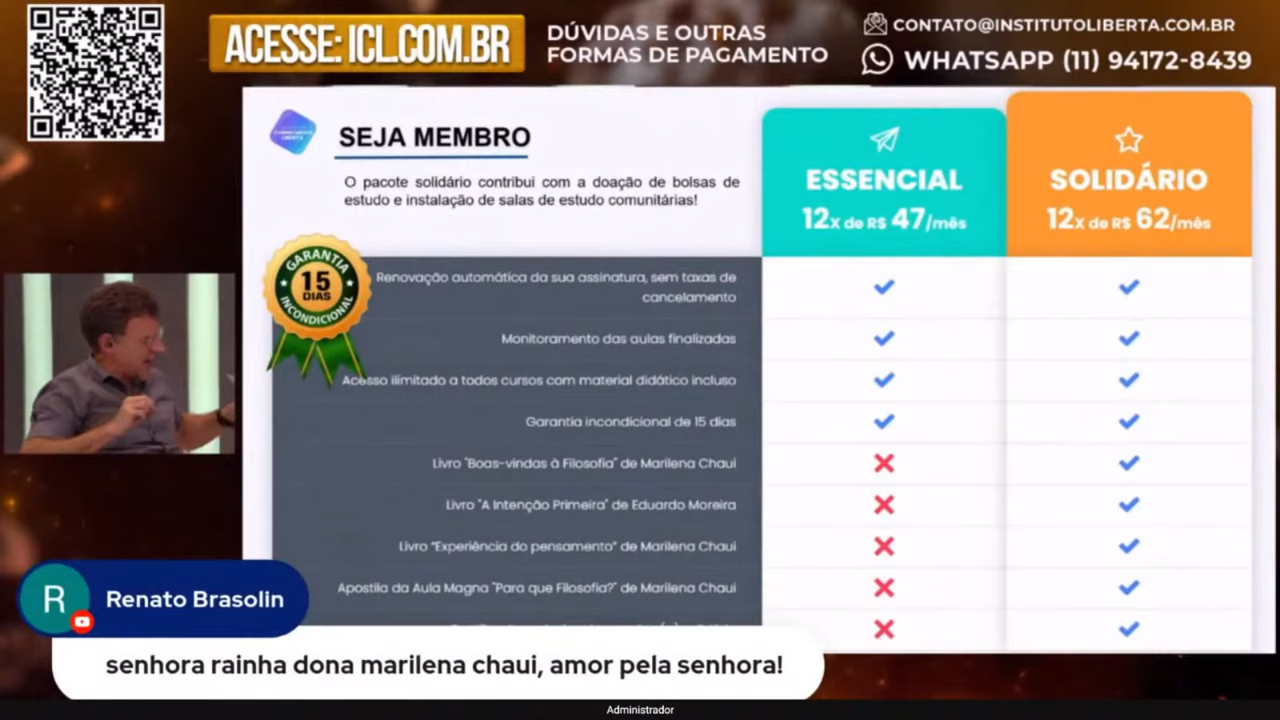 ACESSE: ICL.COM.BR
DÚVIDAS E OUTRAS
FORMAS DE PAGAMENTO
CONTATO@INSTITUTOLIBERTA.COM.BR
WHATSAPP (11) 94172-8439
SEJA MEMBRO
O pacote solidário contribui com a doação de bolsas de
estudo e instalação de salas de estudo comunitárias!
ESSENCIAL
12x de R$ 47/mês
SOLIDÁRIO
12x de R$ 62/mês
GARANTIA
15
DIAS
INCONDICIONAL
Renovação automática da sua assinatura, sem taxas de
cancelamento
Monitoramento das aulas finalizadas
Acesso ilimitado a todos cursos com material didático incluso
Garantia incondicional de 15 dias
Livro "Boas-vindas à Filosofia" de Marilena Chaui
Livro "A Intenção Primeira" de Eduardo Moreira
Livro "Experiência do pensamento" de Marilena Chaui
Apostila da Aula Magna "Para que Filosofia?" de Marilena Chaui
R
Renato Brasolin
senhora rainha dona marilena chaui, amor pela senhora!
Administrador